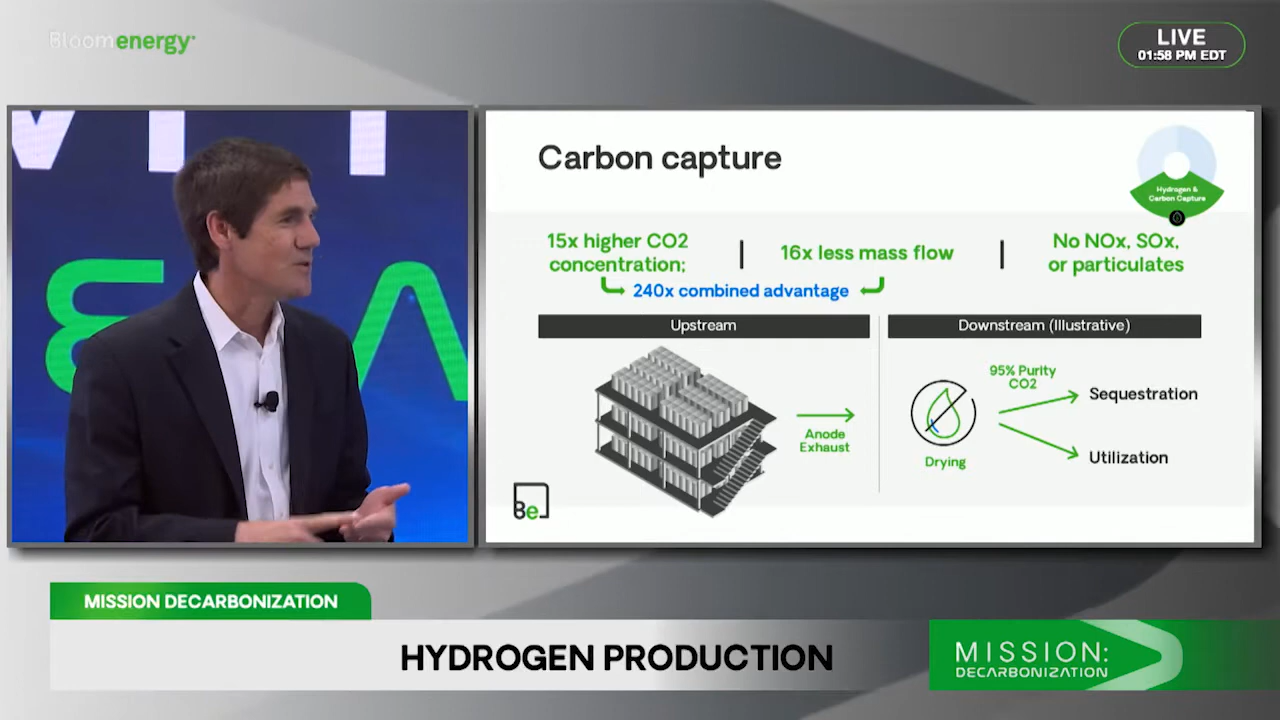 Bloomenergy
LIVE
01:58 PM EDT
Carbon capture
Hydrogen &
Carbon Capture
15x higher CO2
concentration;
16x less mass flow
No NOx, SOx,
or particulates
240x combined advantage
Upstream
Downstream (Illustrative)
Anode
Exhaust
Drying
95% Purity
CO2
Sequestration
Utilization
Be
MISSION DECARBONIZATION
HYDROGEN PRODUCTION
MISSION:
DECARBONIZATION